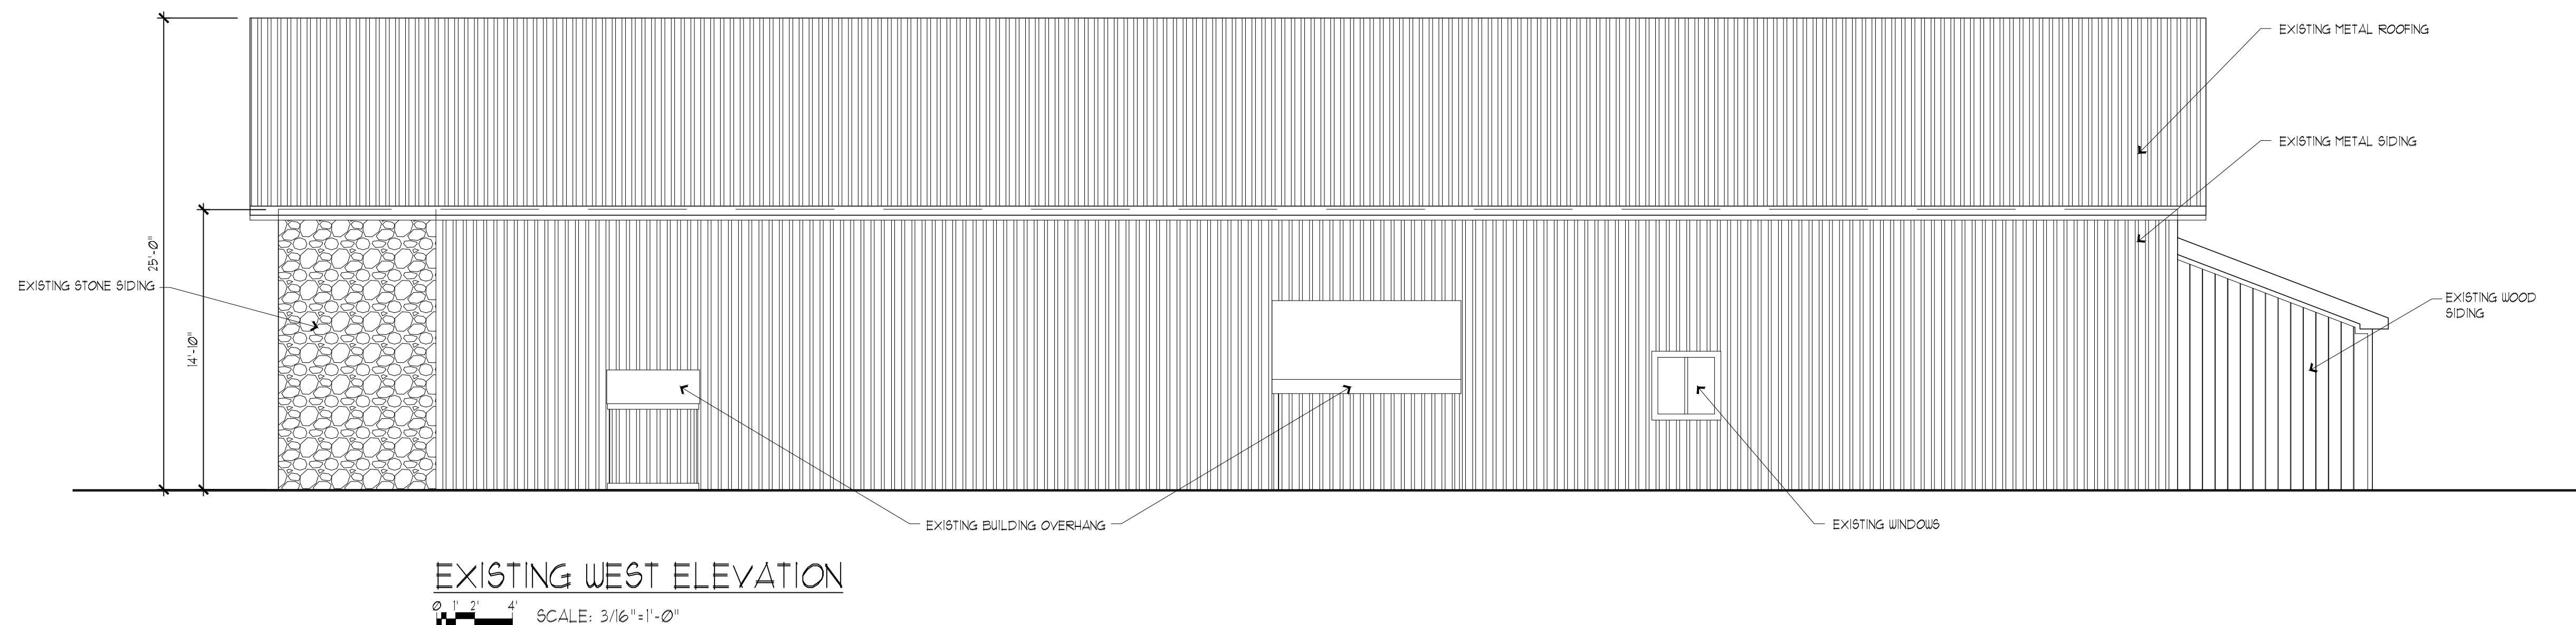 EXISTING METAL ROOFING
EXISTING METAL SIDING
25'-0"
EXISTING STONE SIDING
14'-10"
EXISTING WOOD
SIDING
EXISTING BUILDING OVERHANG
EXISTING WINDOWS
EXISTING WEST ELEVATION
0 1' 2' 4'
SCALE: 3/16"=1'-0"